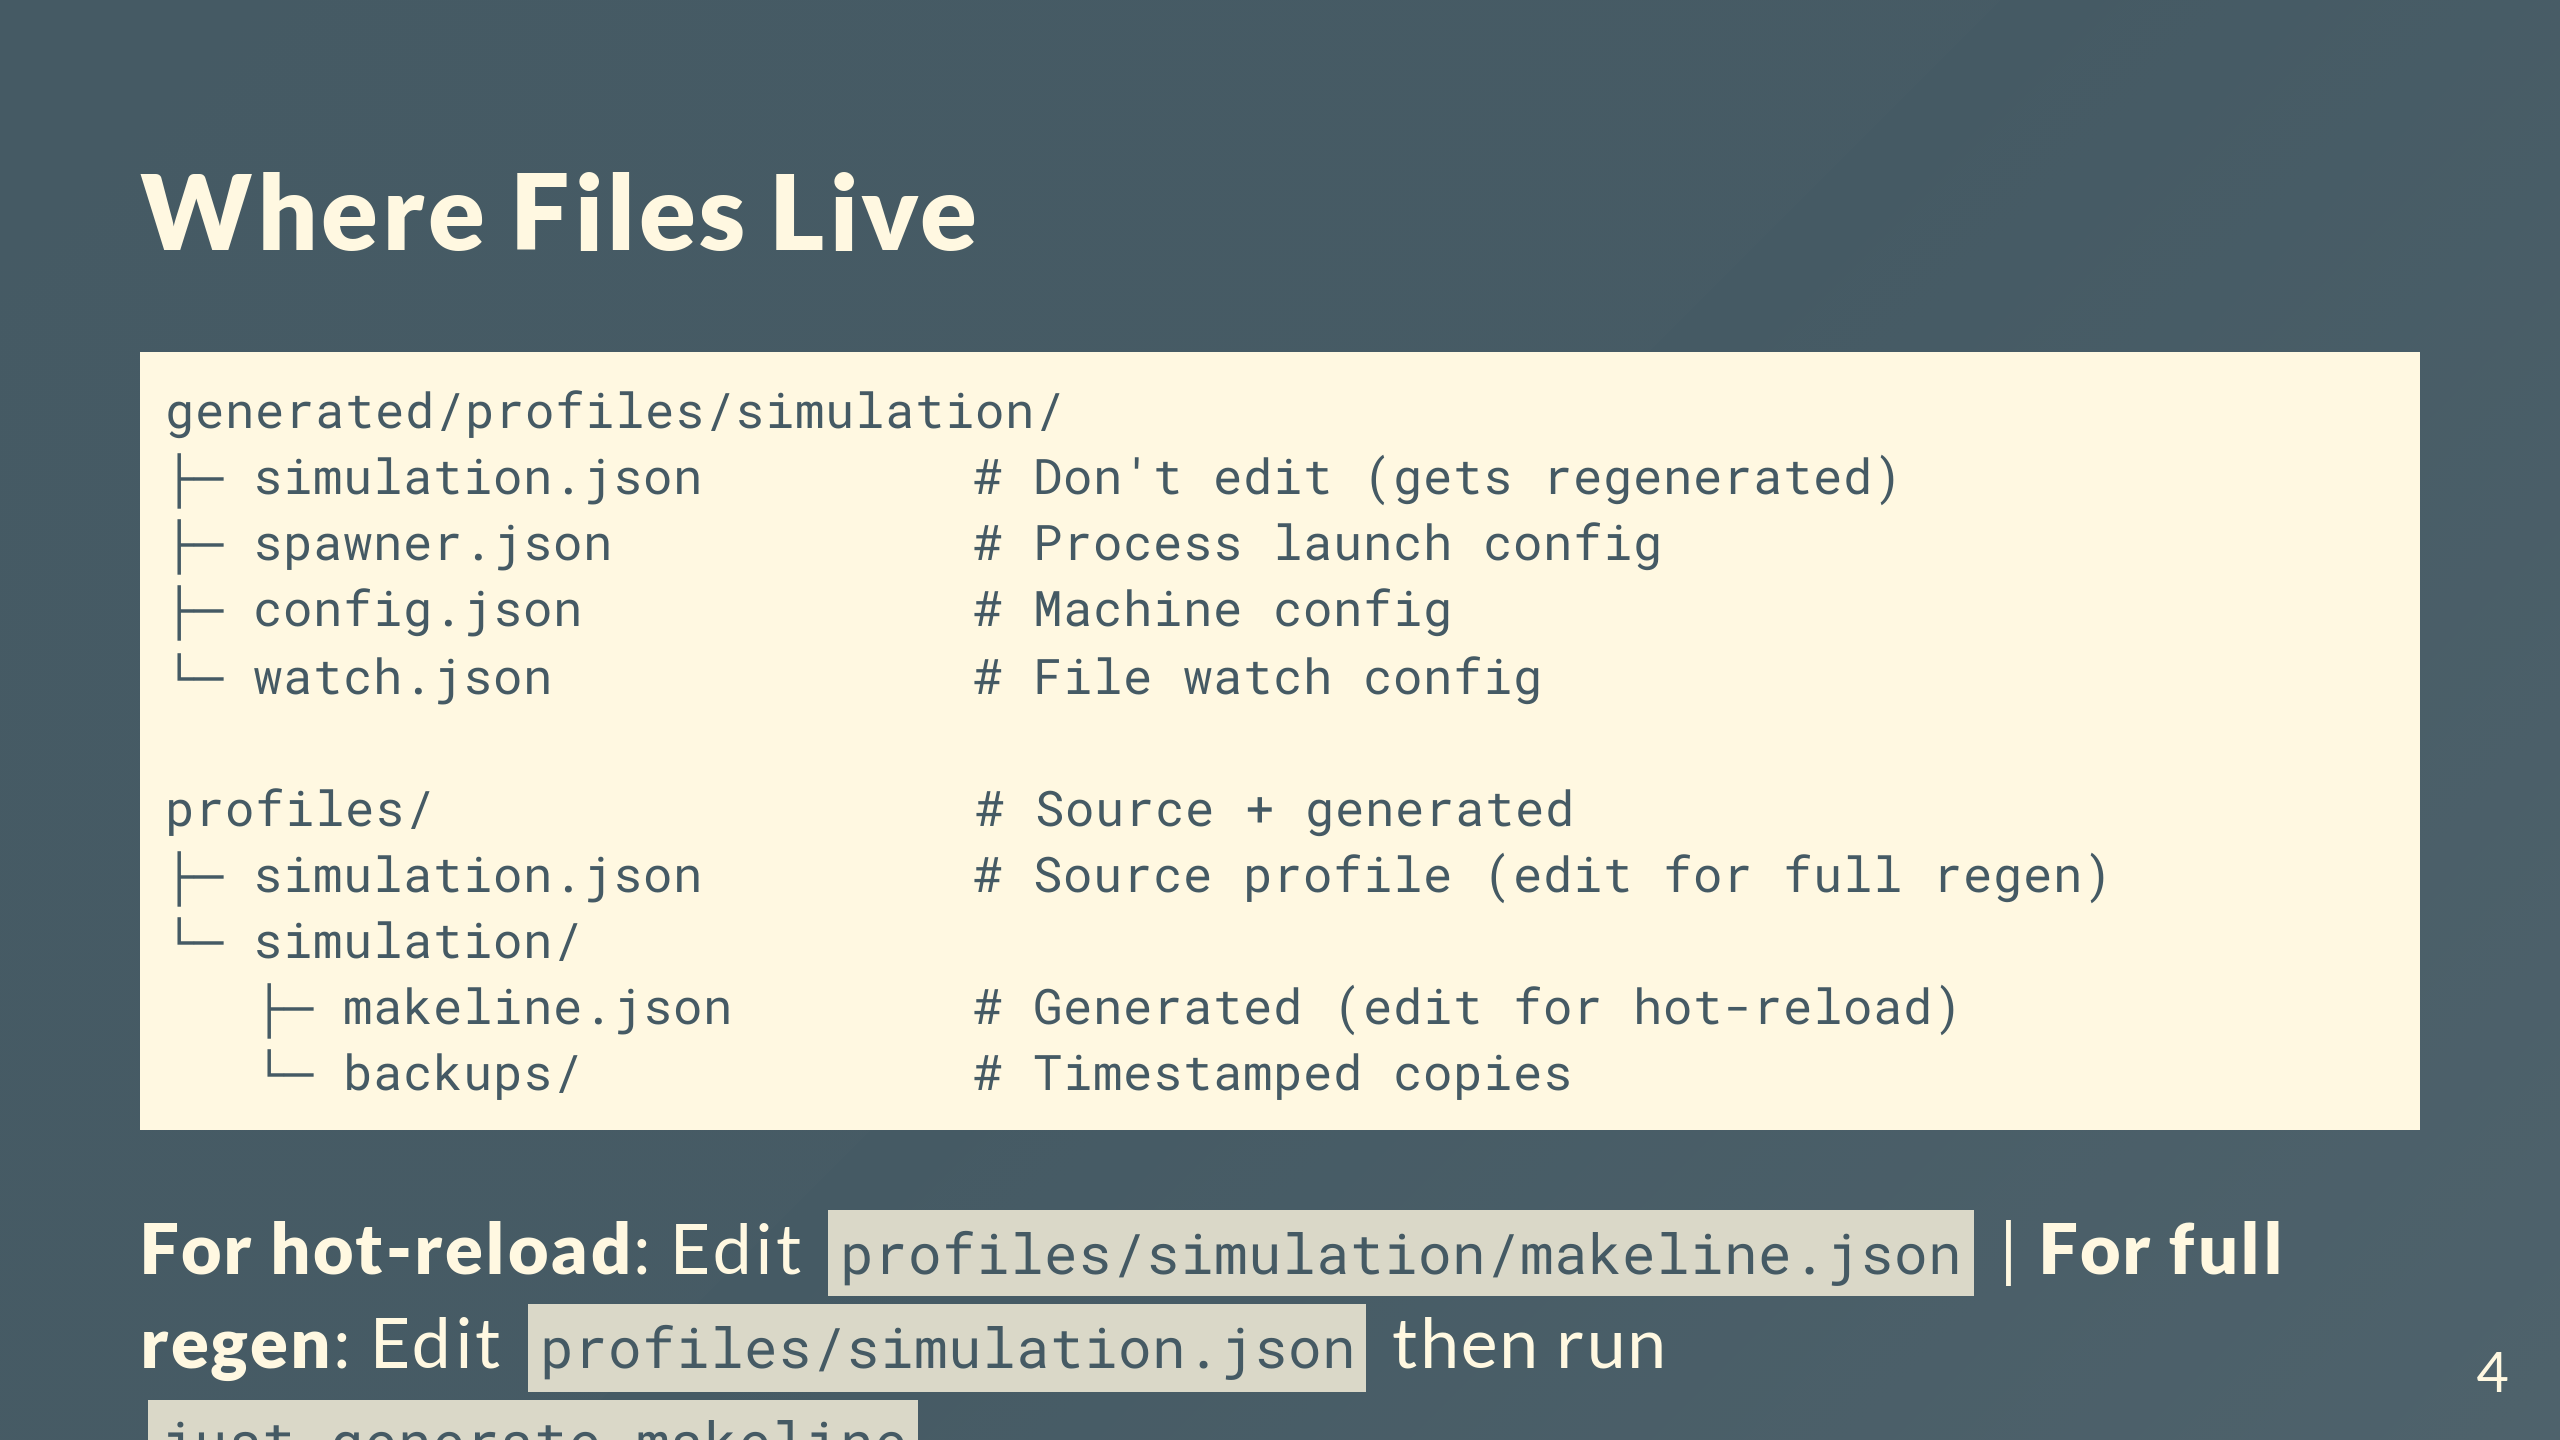 Where Files Live
generated/profiles/simulation/
├─ simulation.json         # Don't edit (gets regenerated)
├─ spawner.json            # Process launch config
├─ config.json             # Machine config
└─ watch.json              # File watch config
profiles/                  # Source + generated
├─ simulation.json         # Source profile (edit for full regen)
└─ simulation/
   ├─ makeline.json        # Generated (edit for hot-reload)
   └─ backups/             # Timestamped copies
For hot-reload: Edit profiles/simulation/makeline.json | For full
regen: Edit profiles/simulation.json then run
just generate makeline
4